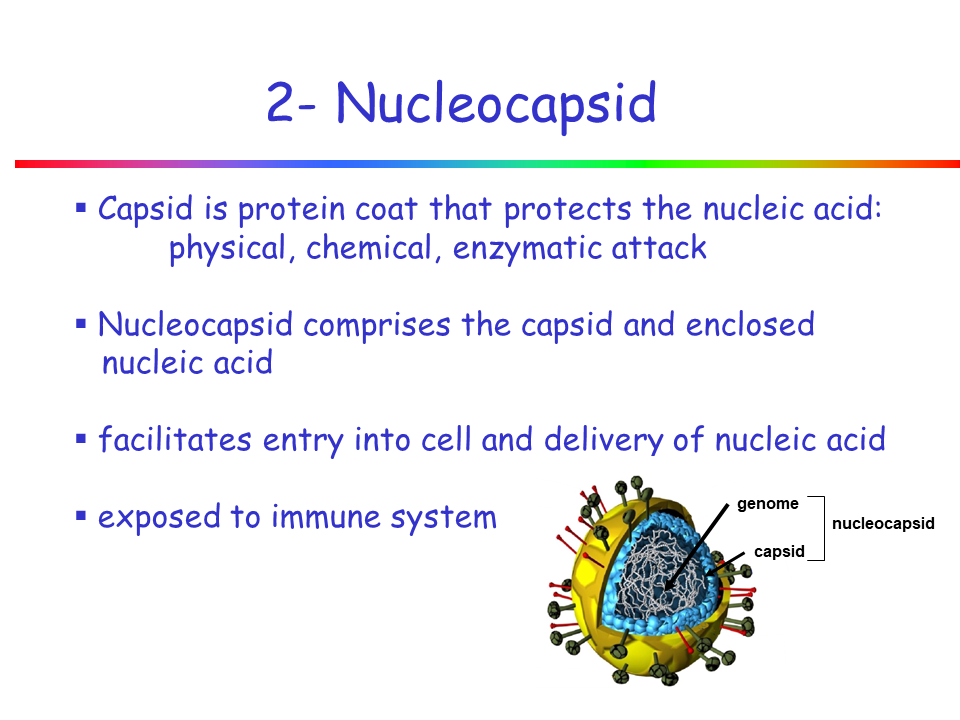 2- Nucleocapsid
▪ Capsid is protein coat that protects the nucleic acid:
physical, chemical, enzymatic attack
▪ Nucleocapsid comprises the capsid and enclosed
nucleic acid
▪ facilitates entry into cell and delivery of nucleic acid
▪ exposed to immune system
genome
nucleocapsid
capsid